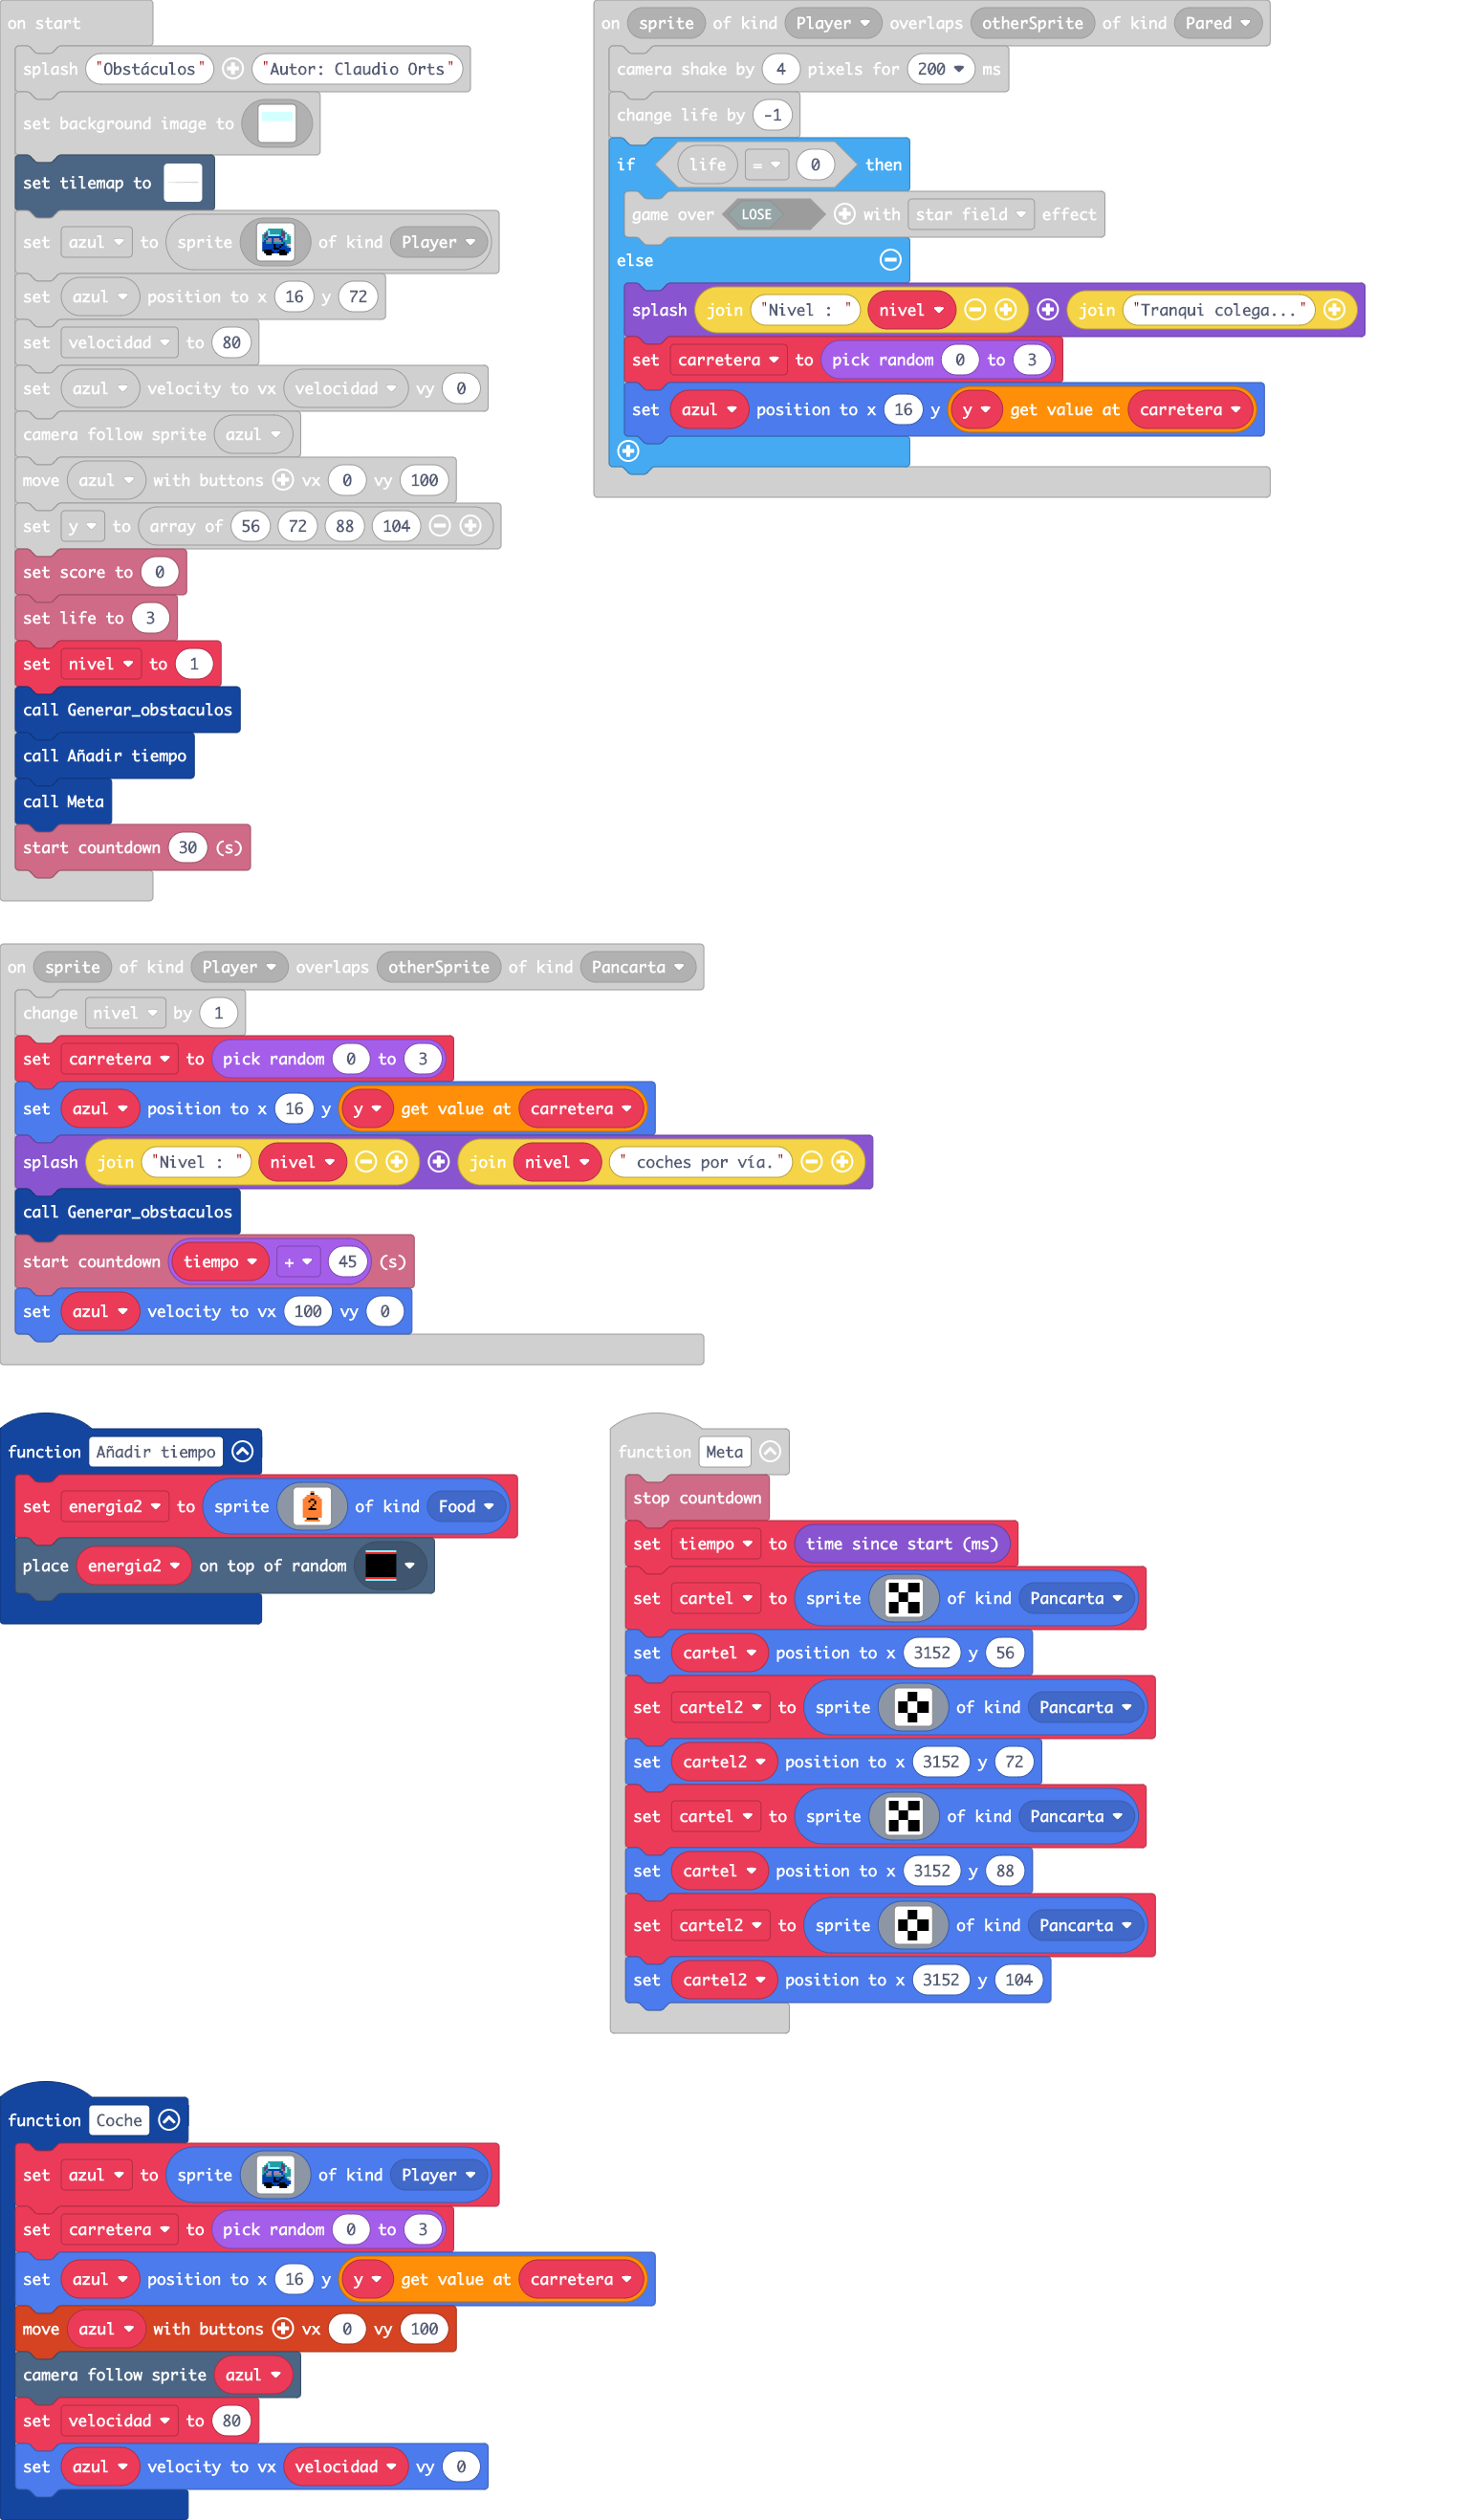 on start
splash "Obstáculos" "Autor: Claudio Orts"
set background image to
set tilemap to
set azul to sprite of kind Player
set azul position to x 16 y 72
set velocidad to 80
set azul velocity to vx velocidad vy 0
camera follow sprite azul
move azul with buttons vx 0 vy 100
set y to array of 56 72 88 104
set score to 0
set life to 3
set nivel to 1
call Generar_obstaculos
call Añadir tiempo
call Meta
start countdown 30 (s)
on sprite of kind Player overlaps otherSprite of kind Pared
camera shake by 4 pixels for 200 ms
change life by -1
if life = 0 then
game over LOSE with star field effect
else
splash join "Nivel : " nivel join "Tranqui colega..."
set carretera to pick random 0 to 3
set azul position to x 16 y y get value at carretera
on sprite of kind Player overlaps otherSprite of kind Pancarta
change nivel by 1
set carretera to pick random 0 to 3
set azul position to x 16 y y get value at carretera
splash join "Nivel : " nivel join nivel " coches por vía."
call Generar_obstaculos
start countdown tiempo + 45 (s)
set azul velocity to vx 100 vy 0
function Añadir tiempo
set energia2 to sprite 2 of kind Food
place energia2 on top of random
function Meta
stop countdown
set tiempo to time since start (ms)
set cartel to sprite of kind Pancarta
set cartel position to x 3152 y 56
set cartel2 to sprite of kind Pancarta
set cartel2 position to x 3152 y 72
set cartel to sprite of kind Pancarta
set cartel position to x 3152 y 88
set cartel2 to sprite of kind Pancarta
set cartel2 position to x 3152 y 104
function Coche
set azul to sprite of kind Player
set carretera to pick random 0 to 3
set azul position to x 16 y y get value at carretera
move azul with buttons vx 0 vy 100
camera follow sprite azul
set velocidad to 80
set azul velocity to vx velocidad vy 0